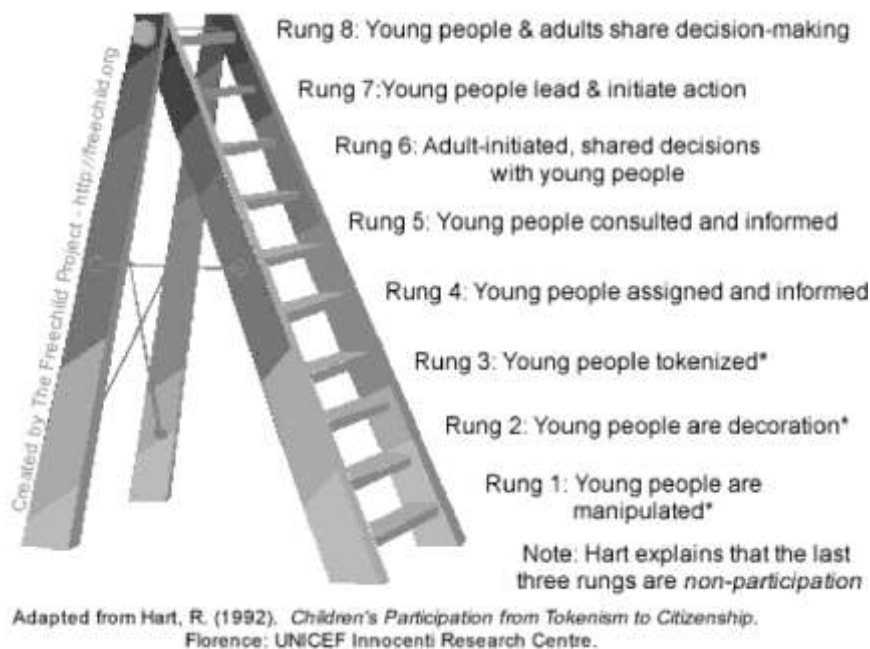 Rung 8: Young people & adults share decision-making
Rung 7:Young people lead & initiate action
Rung 6: Adult-initiated, shared decisions
with young people
Rung 5: Young people consulted and informed
Rung 4: Young people assigned and informed
Rung 3: Young people tokenized*
Rung 2: Young people are decoration*
Rung 1: Young people are
manipulated*
Note: Hart explains that the last
three rungs are non-participation
Created by The Freechild Project - http://freechild.org
Adapted from Hart, R. (1992). Children's Participation from Tokenism to Citizenship.
Florence: UNICEF Innocenti Research Centre.